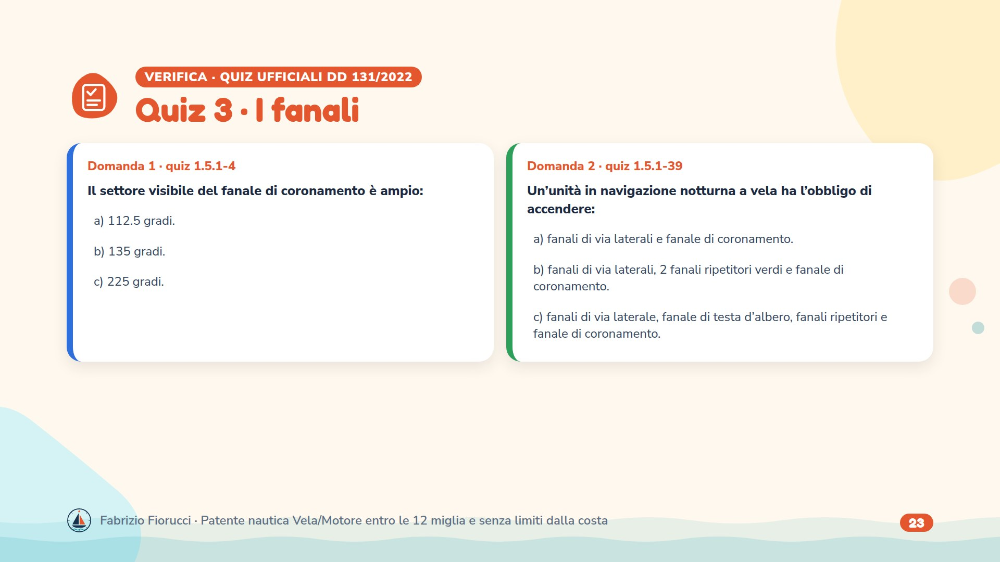 VERIFICA · QUIZ UFFICIALI DD 131/2022
Quiz 3 · I fanali
Domanda 1 · quiz 1.5.1-4
Il settore visibile del fanale di coronamento è ampio:
a) 112.5 gradi.
b) 135 gradi.
c) 225 gradi.
Domanda 2 · quiz 1.5.1-39
Un’unità in navigazione notturna a vela ha l’obbligo di
accendere:
a) fanali di via laterali e fanale di coronamento.
b) fanali di via laterali, 2 fanali ripetitori verdi e fanale di
coronamento.
c) fanali di via laterale, fanale di testa d’albero, fanali ripetitori e
fanale di coronamento.
Fabrizio Fiorucci · Patente nautica Vela/Motore entro le 12 miglia e senza limiti dalla costa
23